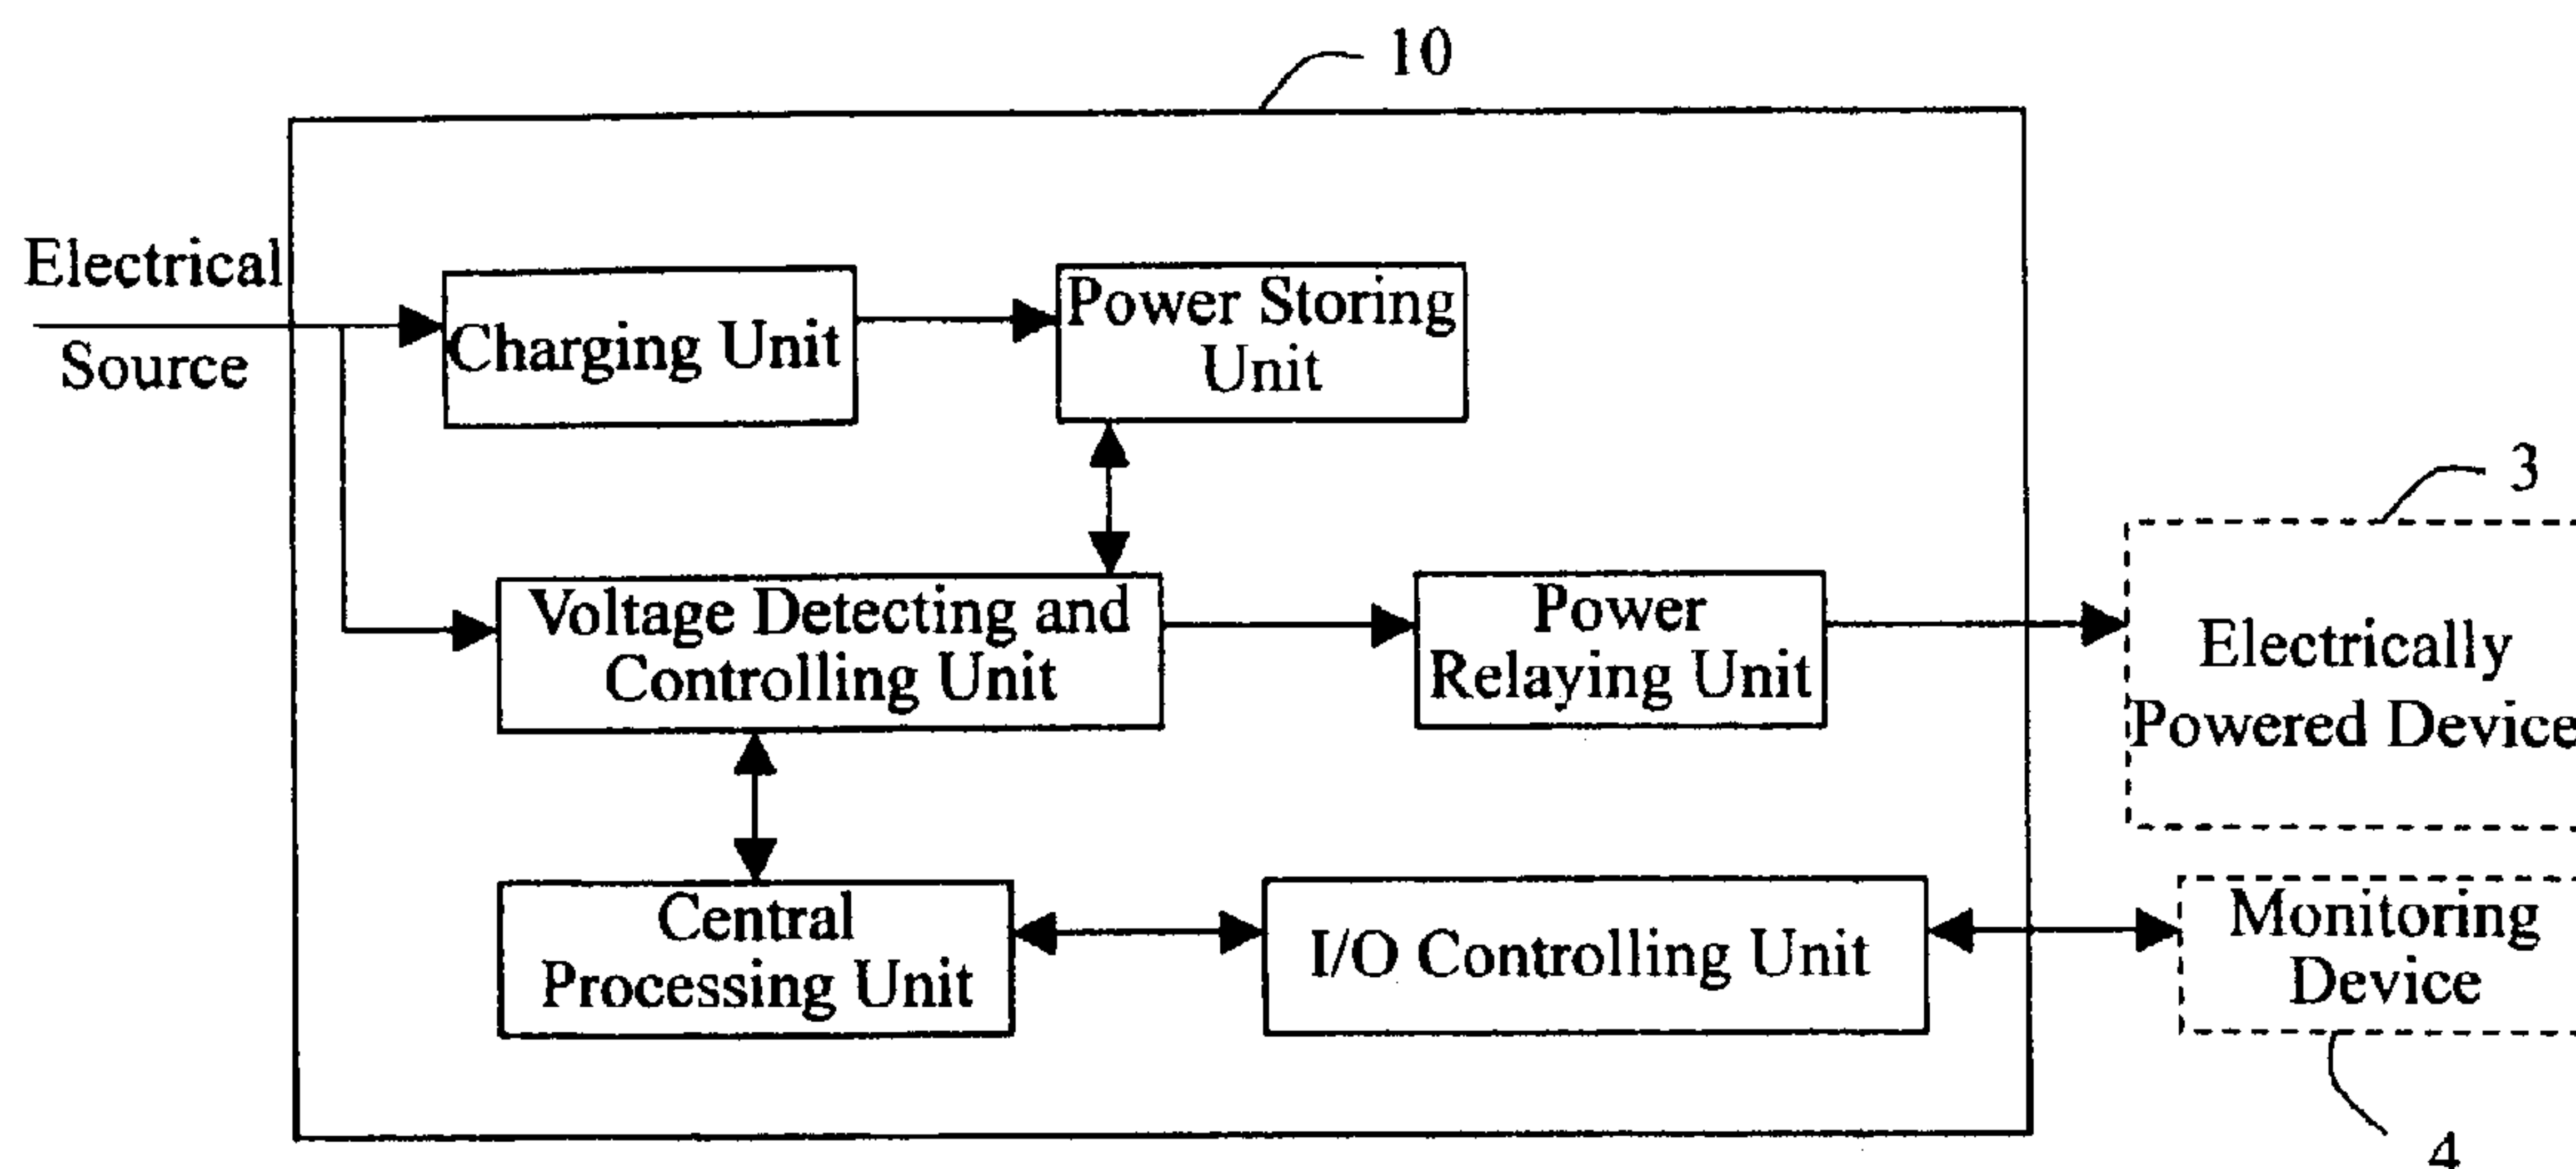 10
Electrical
Source
Charging Unit
Power Storing
Unit
3
Voltage Detecting and
Controlling Unit
Power
Relaying Unit
Electrically
Powered Device
Central
Processing Unit
I/O Controlling Unit
Monitoring
Device
4